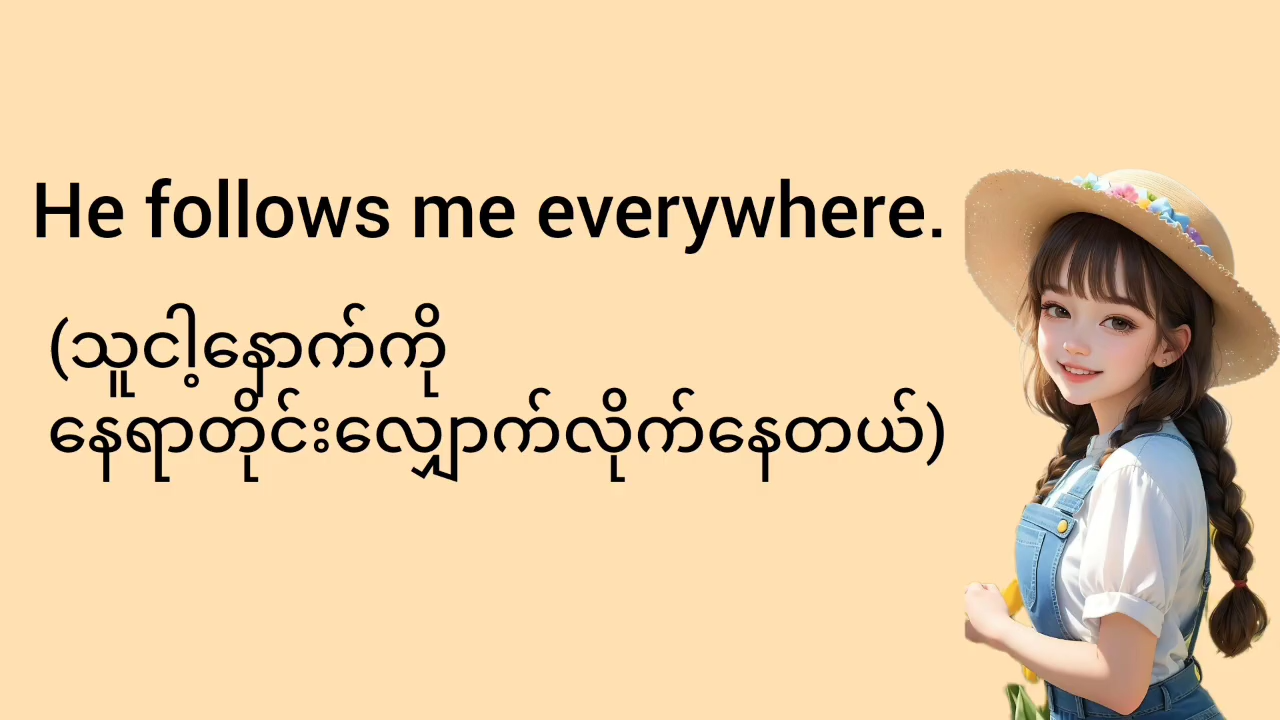 He follows me everywhere.
(သူငါ့နောက်ကို
နေရာတိုင်းလျှောက်လိုက်နေတယ်)